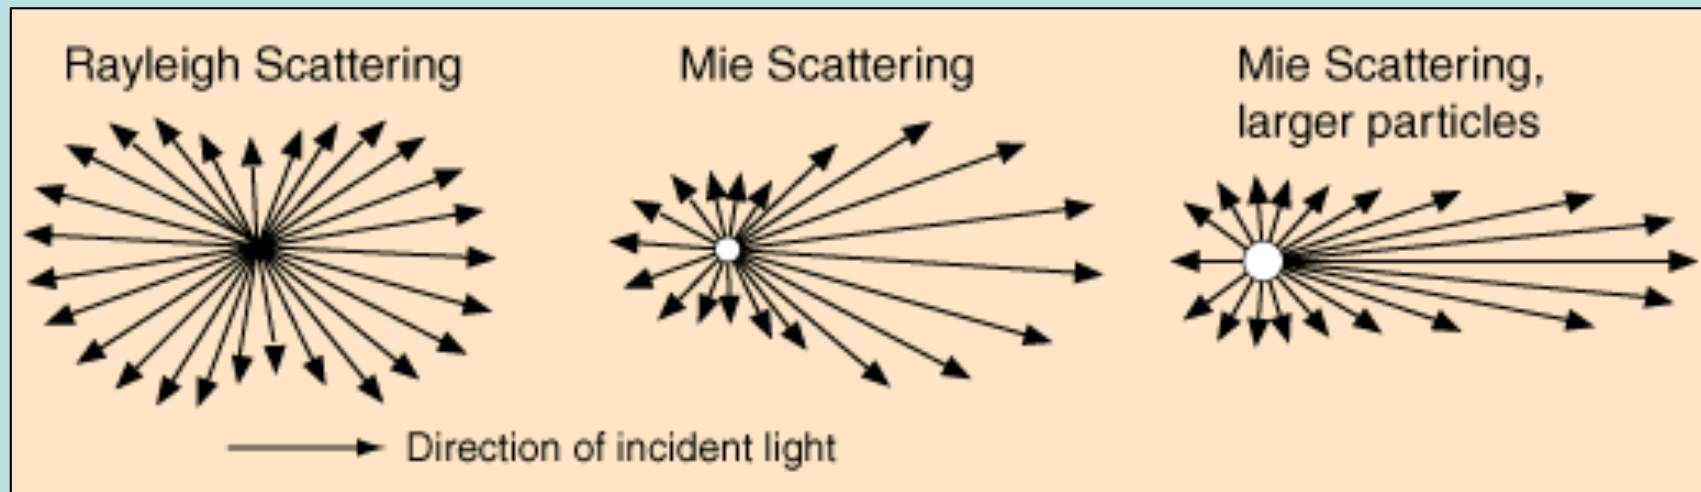 Rayleigh Scattering
Mie Scattering
Mie Scattering,
larger particles
Direction of incident light